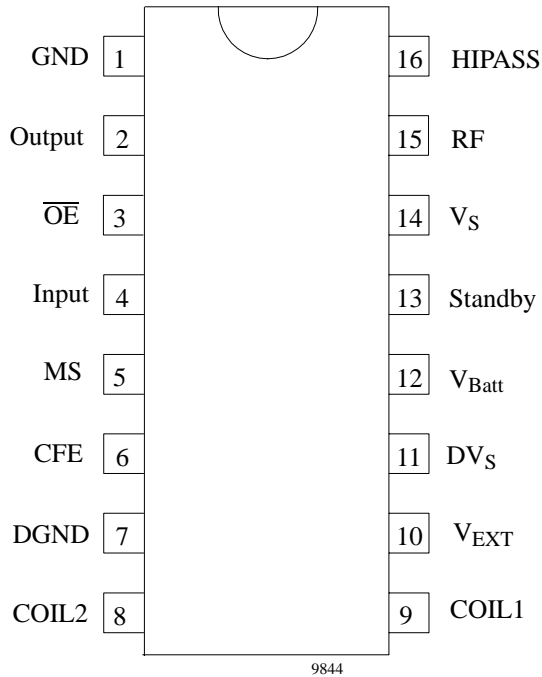 GND 1 16 HIPASS
Output 2 15 RF
OE 3 14 VS
Input 4 13 Standby
MS 5 12 VBatt
CFE 6 11 DVS
DGND 7 10 VEXT
COIL2 8 9 COIL1
9844